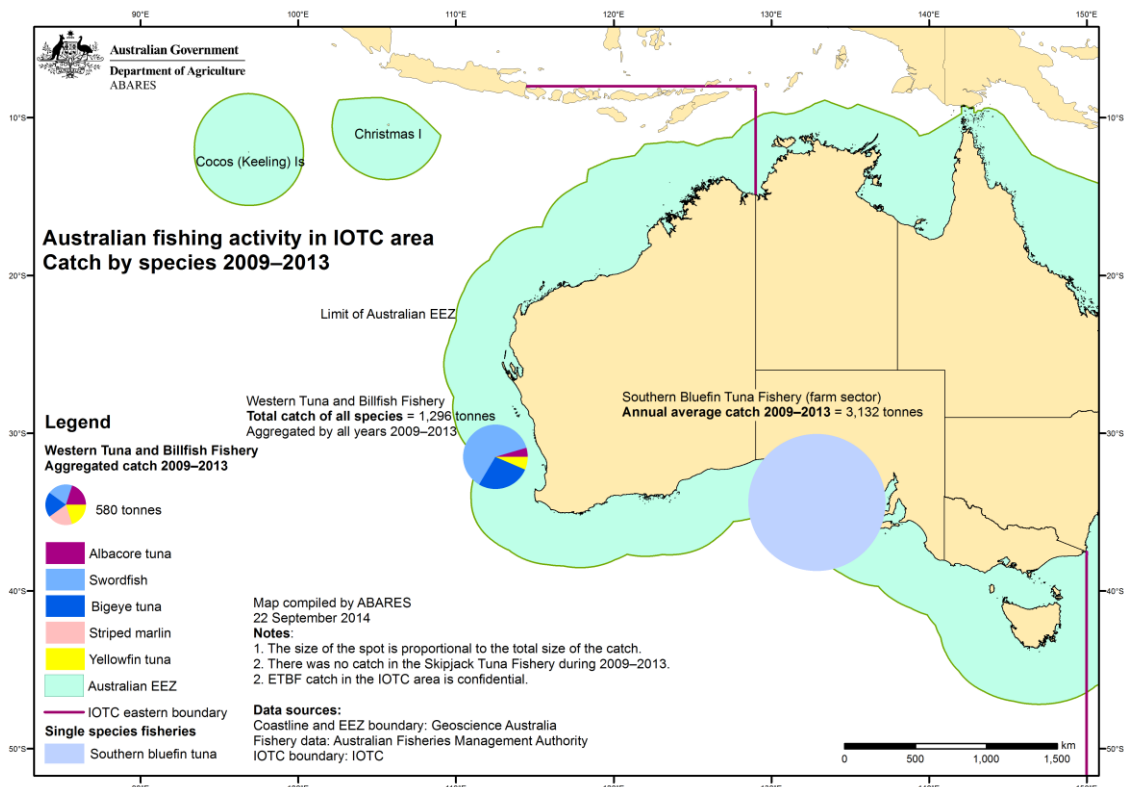 90°E 100°E 110°E 120°E 130°E 140°E 150°E
Australian Government
Department of Agriculture
ABARES
10°S 10°S
Christmas I
Cocos (Keeling) Is
Australian fishing activity in IOTC area
Catch by species 2009–2013
20°S 20°S
Limit of Australian EEZ
Western Tuna and Billfish Fishery
Total catch of all species = 1,296 tonnes
Aggregated by all years 2009–2013
Southern Bluefin Tuna Fishery (farm sector)
Annual average catch 2009–2013 = 3,132 tonnes
30°S 30°S
Legend
Western Tuna and Billfish Fishery
Aggregated catch 2009–2013
580 tonnes
Albacore tuna
Swordfish
Bigeye tuna
Striped marlin
Yellowfin tuna
Australian EEZ
IOTC eastern boundary
Single species fisheries
Southern bluefin tuna
40°S 40°S
Map compiled by ABARES
22 September 2014
Notes:
1. The size of the spot is proportional to the total size of the catch.
2. There was no catch in the Skipjack Tuna Fishery during 2009–2013.
2. ETBF catch in the IOTC area is confidential.
Data sources:
Coastline and EEZ boundary: Geoscience Australia
Fishery data: Australian Fisheries Management Authority
IOTC boundary: IOTC
km
0 500 1,000 1,500
50°S 50°S